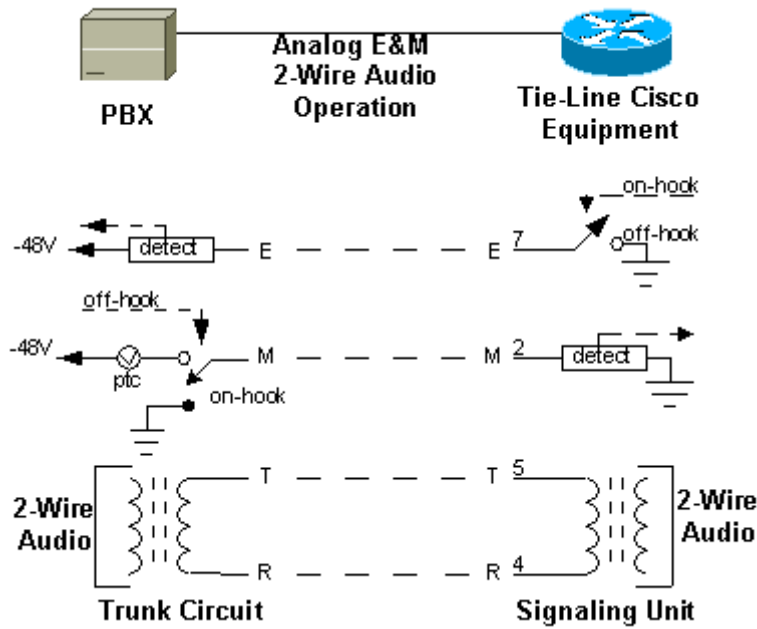 Analog E&M
2-Wire Audio
Operation
PBX
Tie-Line Cisco
Equipment
on-hook
-48V
detect
E
E
7
off-hook
off-hook
-48V
ptc
M
M
2
detect
on-hook
T
T
5
2-Wire
Audio
2-Wire
Audio
R
R
4
Trunk Circuit
Signaling Unit